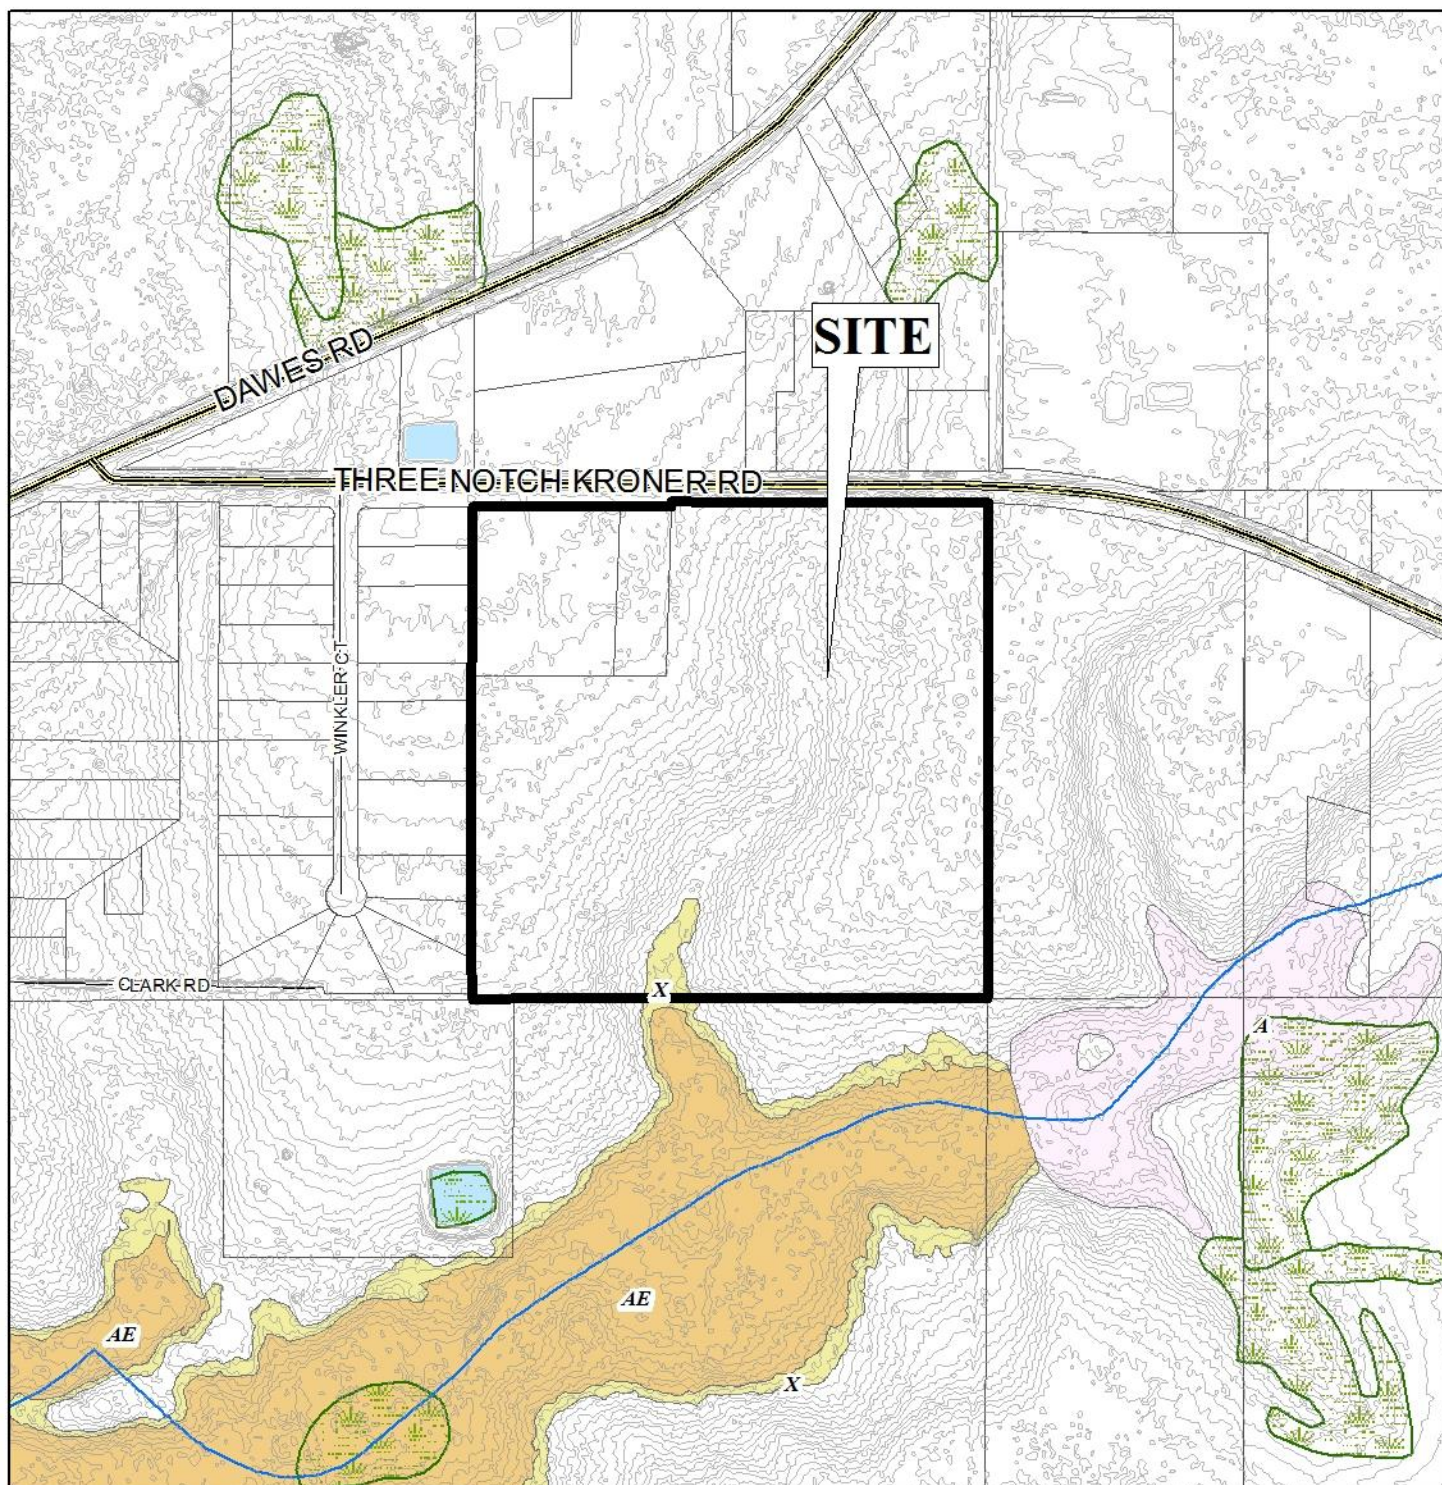 SITE
DAWES RD
THREE NOTCH KRONER RD
WINKLER CT
CLARK RD
X
A
AE
AE
X